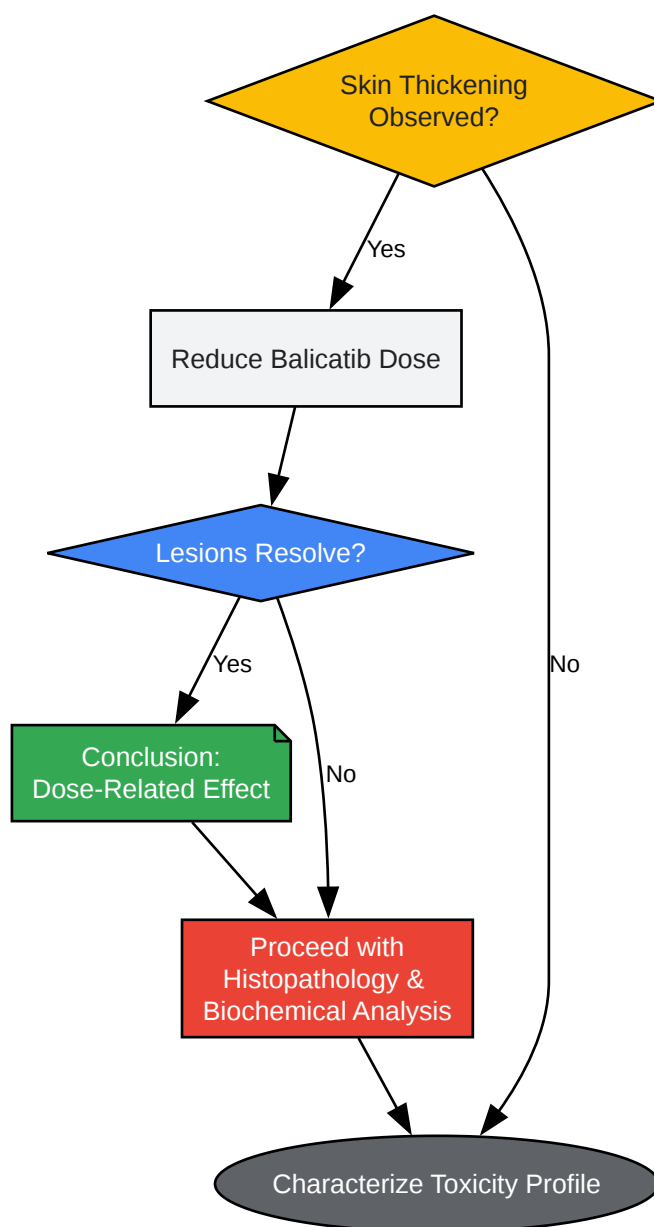 Skin Thickening
Observed?
Yes
Reduce Balicatib Dose
Lesions Resolve?
Yes
No
Conclusion:
Dose-Related Effect
No
Proceed with
Histopathology &
Biochemical Analysis
Characterize Toxicity Profile